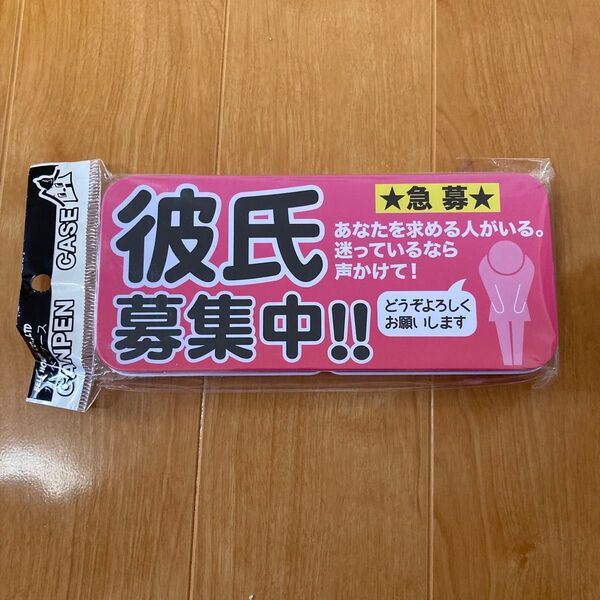 彼氏
募集中!!
★急募★
あなたを求める人がいる。
迷っているなら
声かけて!
どうぞよろしく
お願いします
CANPEN CASE